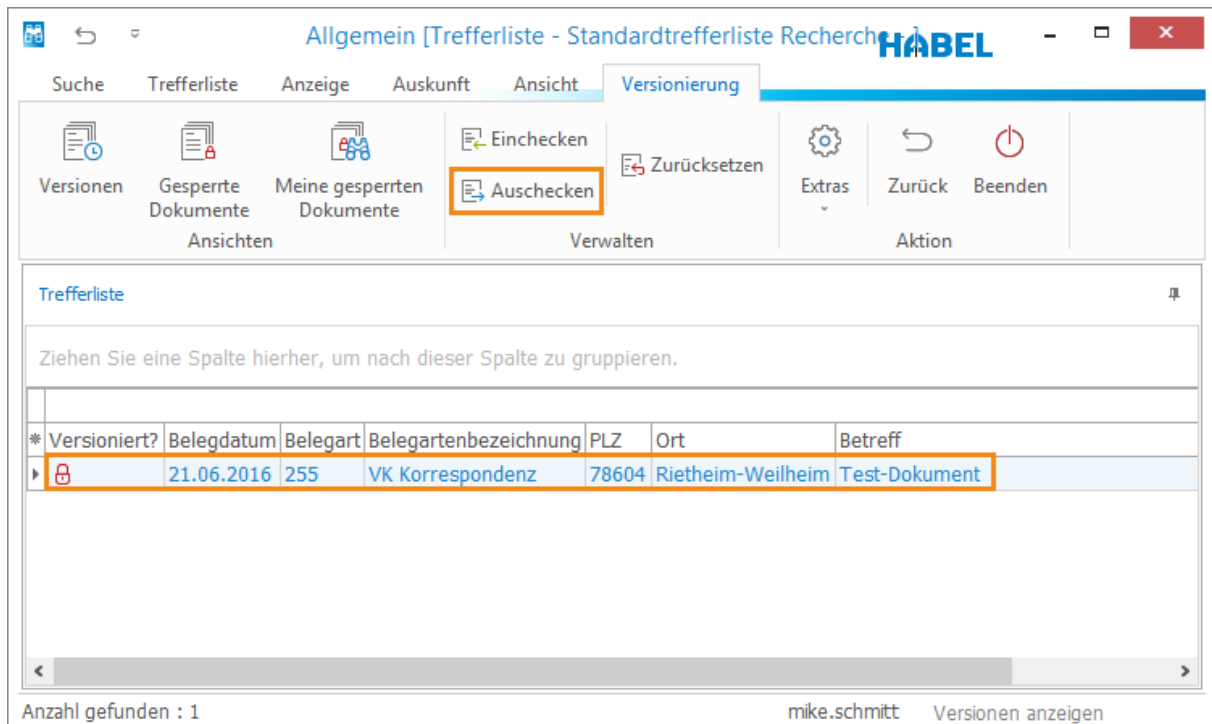 Allgemein [Trefferliste - Standardtrefferliste Recherche - ]
HABEL
Suche Trefferliste Anzeige Auskunft Ansicht Versionierung
Versionen
Gesperrte Dokumente
Meine gesperrten Dokumente
Ansichten
Einchecken
Auschecken
Zurücksetzen
Verwalten
Extras
Zurück
Beenden
Aktion
Trefferliste
Ziehen Sie eine Spalte hierher, um nach dieser Spalte zu gruppieren.
Versioniert? Belegdatum Belegart Belegartenbezeichnung PLZ Ort Betreff
21.06.2016 255 VK Korrespondenz 78604 Rietheim-Weilheim Test-Dokument
Anzahl gefunden : 1 mike.schmitt Versionen anzeigen